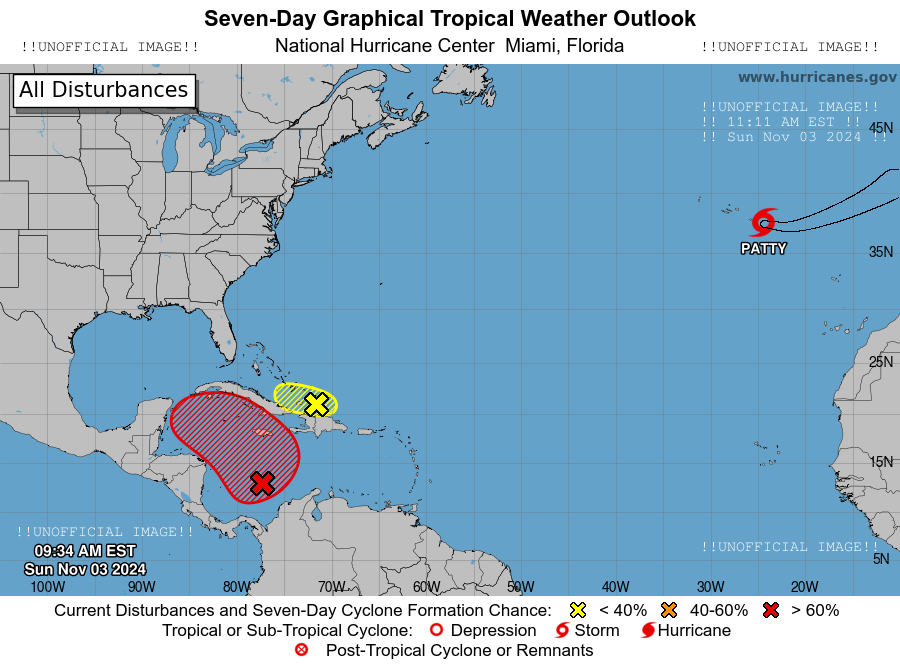 Seven-Day Graphical Tropical Weather Outlook
!!UNOFFICIAL IMAGE!! National Hurricane Center Miami, Florida !!UNOFFICIAL IMAGE!!
All Disturbances
www.hurricanes.gov
!!UNOFFICIAL IMAGE!!
!! 11:11 AM EST !!
!! Sun Nov 03 2024 !!
45N
PATTY
35N
25N
15N
!!UNOFFICIAL IMAGE!!
09:34 AM EST
Sun Nov 03 2024
!!UNOFFICIAL IMAGE!!
5N
100W 90W 80W 70W 60W 50W 40W 30W 20W
Current Disturbances and Seven-Day Cyclone Formation Chance: < 40% 40-60% > 60%
Tropical or Sub-Tropical Cyclone: Depression Storm Hurricane
Post-Tropical Cyclone or Remnants